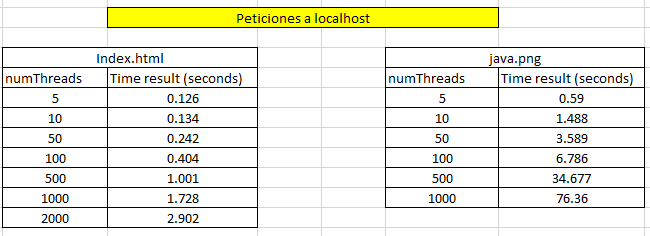 Peticiones a localhost
Index.html
numThreads Time result (seconds)
5 0.126
10 0.134
50 0.242
100 0.404
500 1.001
1000 1.728
2000 2.902
java.png
numThreads Time result (seconds)
5 0.59
10 1.488
50 3.589
100 6.786
500 34.677
1000 76.36